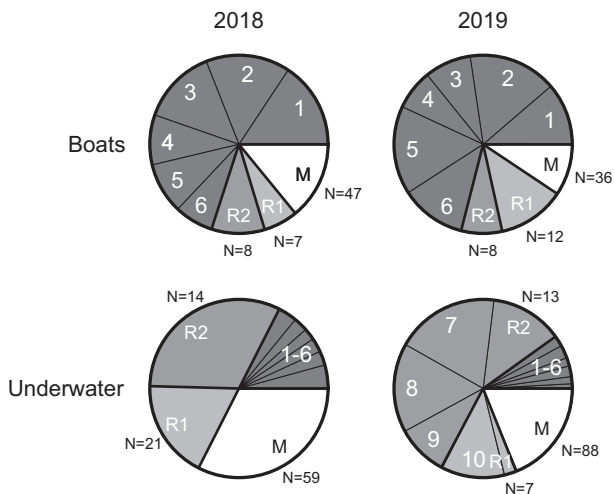 2018 2019
Boats
3 2 1 4 5 6 R2 R1 M
N=47
N=8 N=7
4 3 2 1 5 6 R2 R1 M
N=36
N=12
N=8
Underwater
N=14
R2 1-6
R1 M
N=21
N=59
N=13
7 R2
1-6
8
9 10 R1 M
N=88
N=7